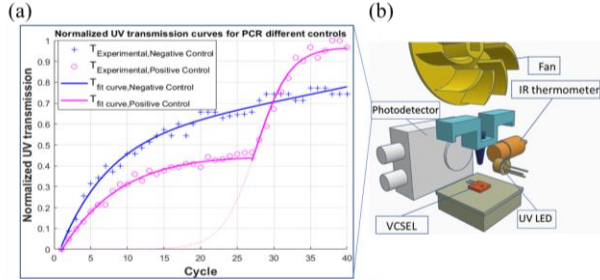 (a)
Normalized UV transmission curves for PCR different controls
T Experimental,Negative Control
T Experimental,Positive Control
T fit curve,Negative Control
T fit curve,Positive Control
Normalized UV transmission
1
0.9
0.8
0.7
0.6
0.5
0.4
0.3
0.2
0.1
0
0 5 10 15 20 25 30 35 40
Cycle
(b)
Fan
IR thermometer
Photodetector
UV LED
VCSEL